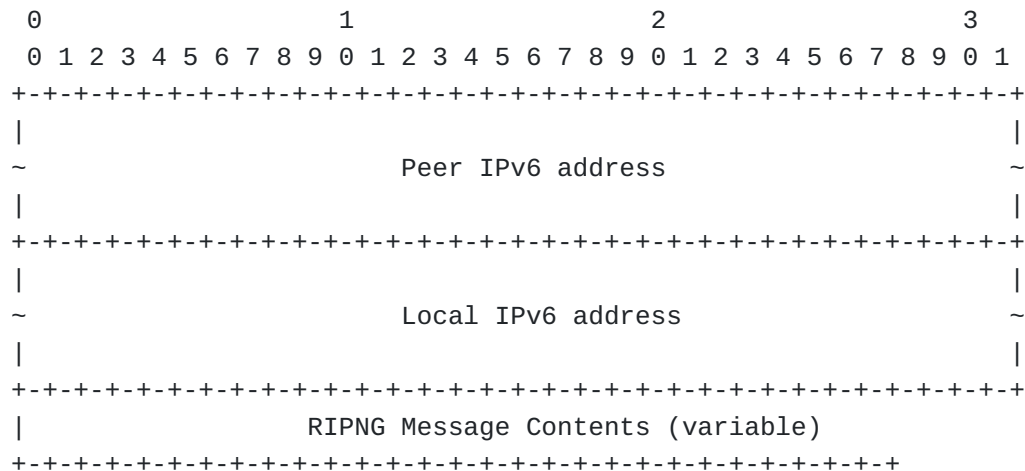 0                   1                   2                   3
 0 1 2 3 4 5 6 7 8 9 0 1 2 3 4 5 6 7 8 9 0 1 2 3 4 5 6 7 8 9 0 1
+-+-+-+-+-+-+-+-+-+-+-+-+-+-+-+-+-+-+-+-+-+-+-+-+-+-+-+-+-+-+-+-+
|                                                               |
~                        Peer IPv6 address                      ~
|                                                               |
+-+-+-+-+-+-+-+-+-+-+-+-+-+-+-+-+-+-+-+-+-+-+-+-+-+-+-+-+-+-+-+-+
|                                                               |
~                        Local IPv6 address                     ~
|                                                               |
+-+-+-+-+-+-+-+-+-+-+-+-+-+-+-+-+-+-+-+-+-+-+-+-+-+-+-+-+-+-+-+-+
|                  RIPNG Message Contents (variable)
+-+-+-+-+-+-+-+-+-+-+-+-+-+-+-+-+-+-+-+-+-+-+-+-+-+-+-+-+